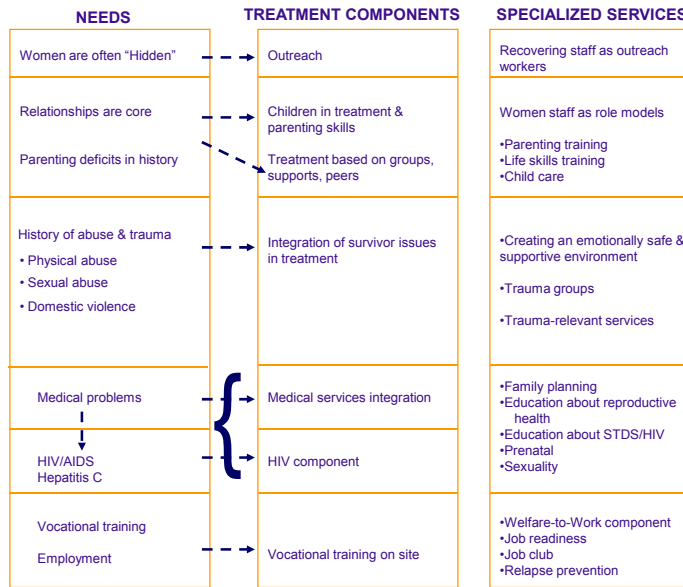 NEEDS
TREATMENT COMPONENTS
SPECIALIZED SERVICES
Women are often “Hidden”
Outreach
Recovering staff as outreach
workers
Relationships are core
Parenting deficits in history
Children in treatment &
parenting skills
Treatment based on groups,
supports, peers
Women staff as role models
•Parenting training
•Life skills training
•Child care
History of abuse & trauma
• Physical abuse
• Sexual abuse
• Domestic violence
Integration of survivor issues
in treatment
•Creating an emotionally safe &
supportive environment
•Trauma groups
•Trauma-relevant services
Medical problems
Medical services integration
HIV/AIDS
Hepatitis C
HIV component
•Family planning
•Education about reproductive
health
•Education about STDS/HIV
•Prenatal
•Sexuality
Vocational training
Employment
Vocational training on site
•Welfare-to-Work component
•Job readiness
•Job club
•Relapse prevention